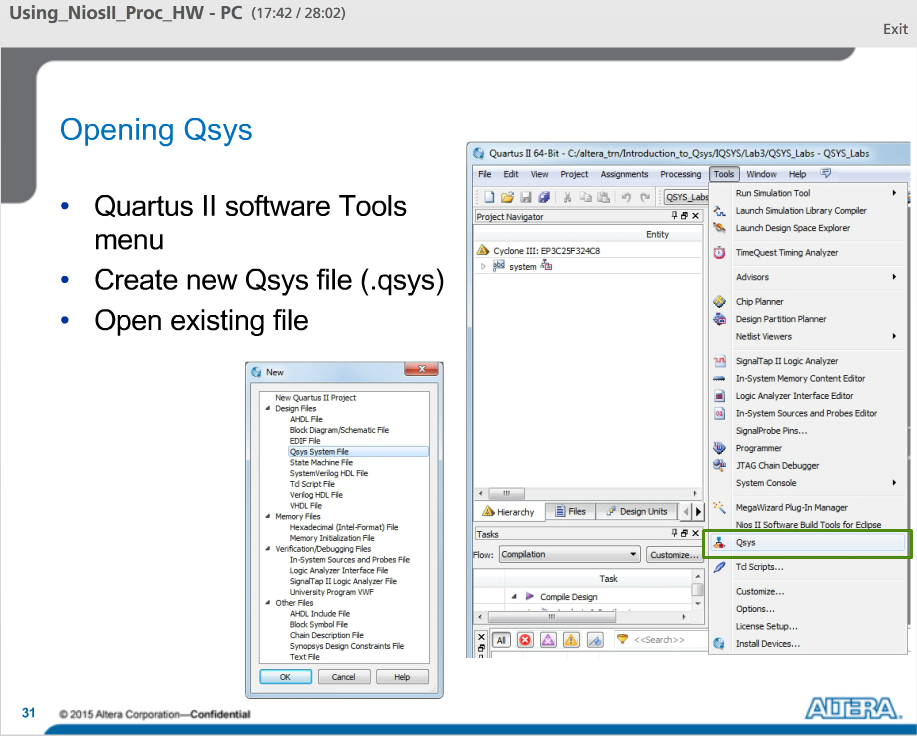 Using_NiosII_Proc_HW - PC (17:42 / 28:02)
Exit
Opening Qsys
• Quartus II software Tools
menu
• Create new Qsys file (.qsys)
• Open existing file
New
New Quartus II Project
Design Files
AHDL File
Block Diagram/Schematic File
EDIF File
Qsys System File
State Machine File
SystemVerilog HDL File
Tcl Script File
Verilog HDL File
VHDL File
Memory Files
Hexadecimal (Intel-Format) File
Memory Initialization File
Verification/Debugging Files
In-System Sources and Probes File
Logic Analyzer Interface File
SignalTap II Logic Analyzer File
University Program VWF
Other Files
AHDL Include File
Block Symbol File
Chain Description File
Synopsys Design Constraints File
Text File
OK Cancel Help
Quartus II 64-Bit - C:/altera_trn/Introduction_to_Qsys/IQSYS/Lab3/QSYS_Labs - QSYS_Labs
File Edit View Project Assignments Processing Tools Window Help
QSYS_Labs
Project Navigator
Entity
Cyclone III: EP3C25F324C8
system
Hierarchy Files Design Units
Tasks
Flow: Compilation Customize...
Task
Compile Design
All <<Search>>
Run Simulation Tool
Launch Simulation Library Compiler
Launch Design Space Explorer
TimeQuest Timing Analyzer
Advisors
Chip Planner
Design Partition Planner
Netlist Viewers
SignalTap II Logic Analyzer
In-System Memory Content Editor
Logic Analyzer Interface Editor
In-System Sources and Probes Editor
SignalProbe Pins...
Programmer
JTAG Chain Debugger
System Console
MegaWizard Plug-In Manager
Nios II Software Build Tools for Eclipse
Qsys
Tcl Scripts...
Customize...
Options...
License Setup...
Install Devices...
31
© 2015 Altera Corporation—Confidential
ALTERA